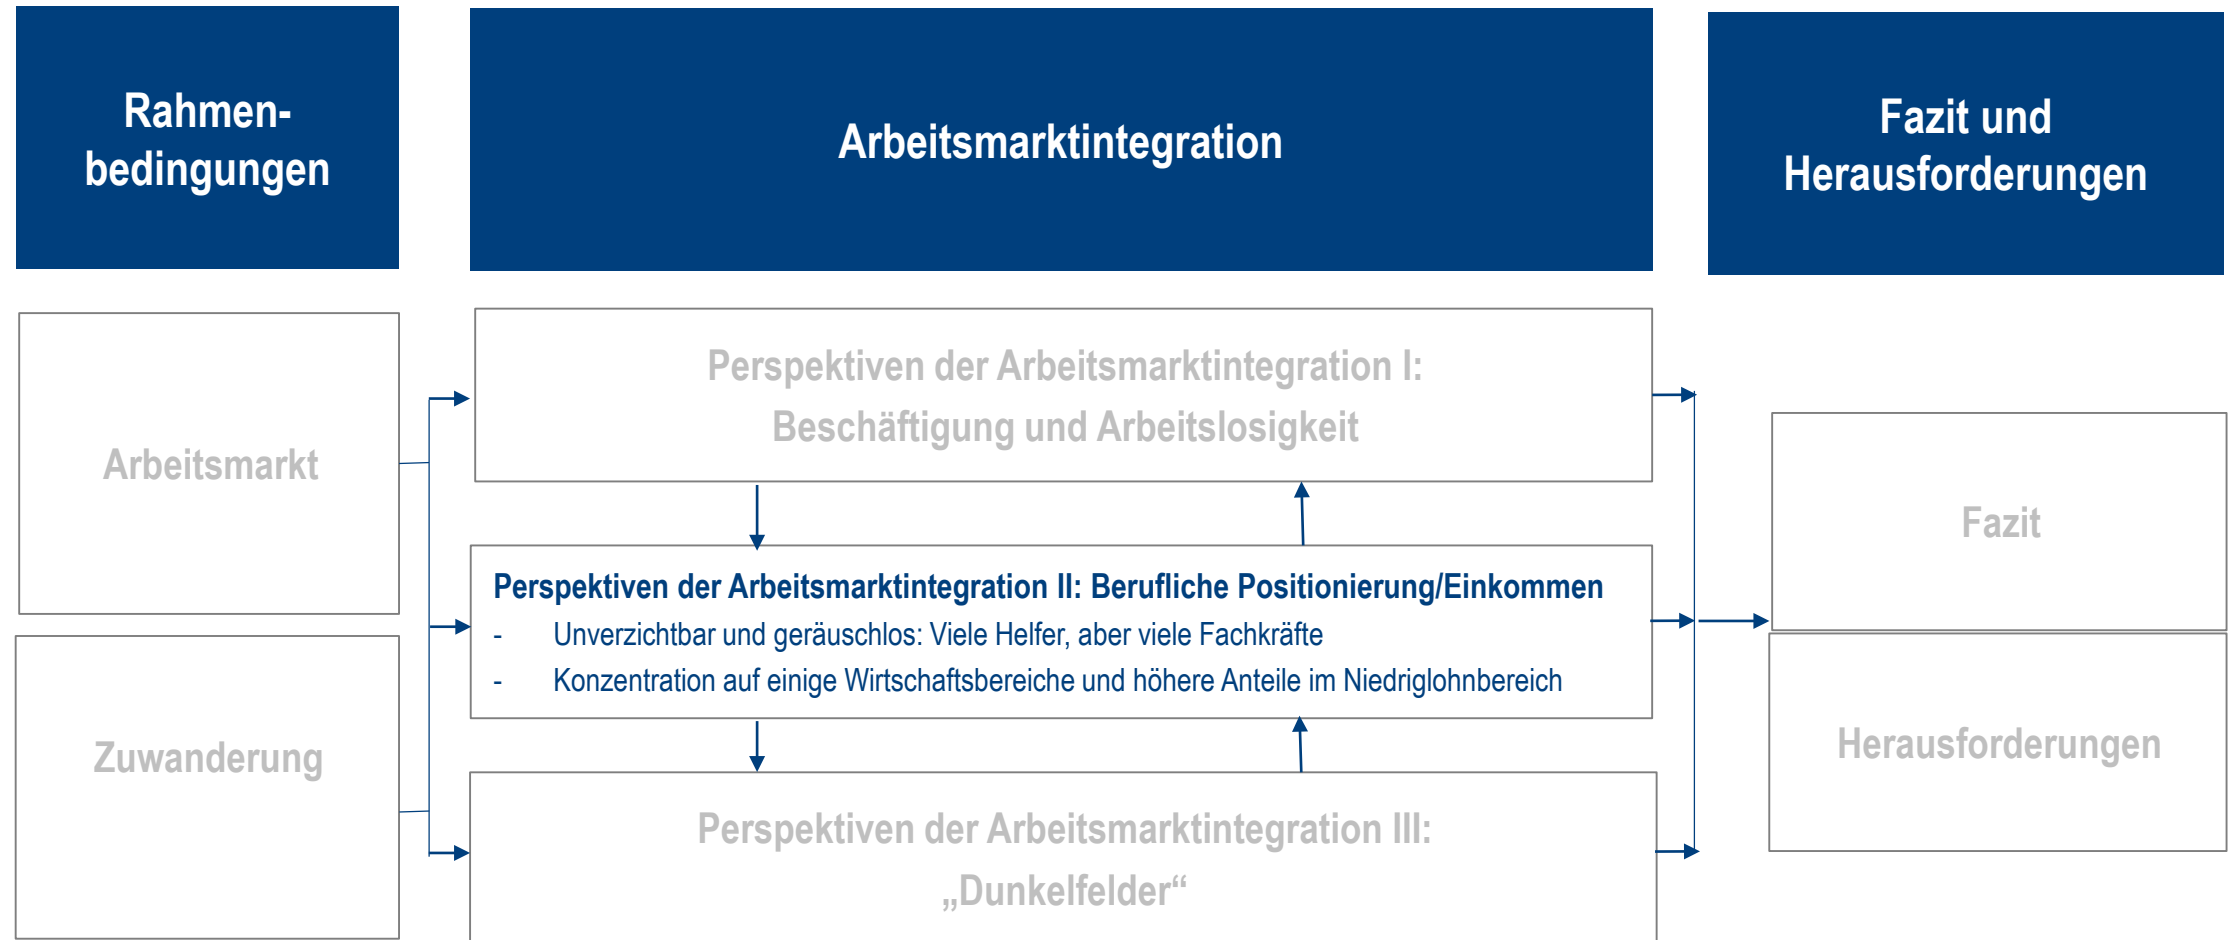 Rahmen-
bedingungen
Arbeitsmarktintegration
Fazit und
Herausforderungen
Arbeitsmarkt
Zuwanderung
Perspektiven der Arbeitsmarktintegration I:
Beschäftigung und Arbeitslosigkeit
Perspektiven der Arbeitsmarktintegration II: Berufliche Positionierung/Einkommen
- Unverzichtbar und geräuschlos: Viele Helfer, aber viele Fachkräfte
- Konzentration auf einige Wirtschaftsbereiche und höhere Anteile im Niedriglohnbereich
Perspektiven der Arbeitsmarktintegration III:
„Dunkelfelder“
Fazit
Herausforderungen